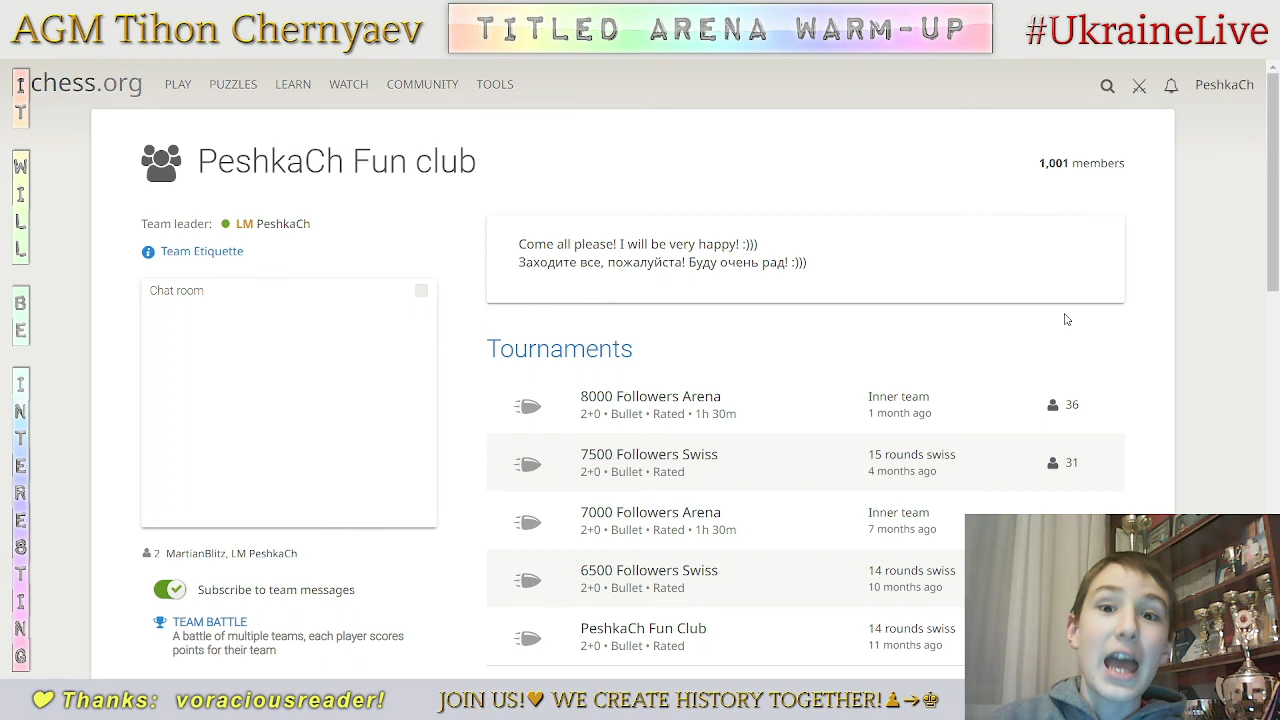 AGM Tihon Chernyaev
TITLED ARENA WARM-UP
#UkraineLive
IT WILL BE INTERESTING
chess.org
PLAY
PUZZLES
LEARN
WATCH
COMMUNITY
TOOLS
PeshkaCh
PeshkaCh Fun club
1,001 members
Team leader: LM PeshkaCh
Team Etiquette
Come all please! I will be very happy! :)))
Заходите все, пожалуйста! Буду очень рад! :)))
Chat room
2 MartianBlitz, LM PeshkaCh
Subscribe to team messages
TEAM BATTLE
A battle of multiple teams, each player scores
points for their team
Tournaments
8000 Followers Arena
2+0 • Bullet • Rated • 1h 30m
Inner team
1 month ago
36
7500 Followers Swiss
2+0 • Bullet • Rated
15 rounds swiss
4 months ago
31
7000 Followers Arena
2+0 • Bullet • Rated • 1h 30m
Inner team
7 months ago
6500 Followers Swiss
2+0 • Bullet • Rated
14 rounds swiss
10 months ago
PeshkaCh Fun Club
2+0 • Bullet • Rated
14 rounds swiss
11 months ago
Thanks: voraciousreader!
JOIN US! WE CREATE HISTORY TOGETHER!